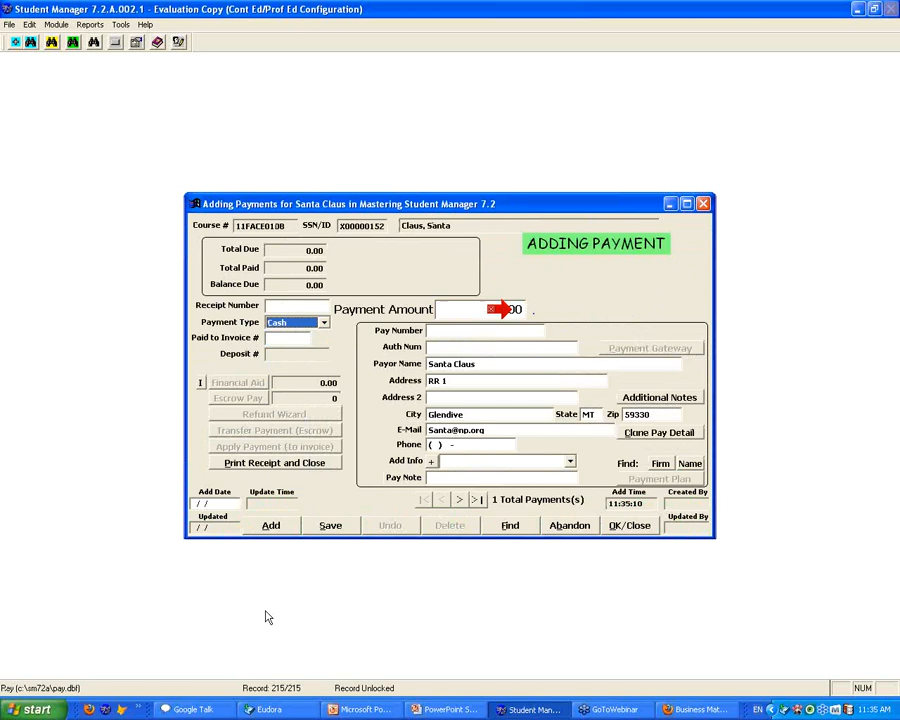 Student Manager 7.2.A.002.1 - Evaluation Copy (Cont Ed/Prof Ed Configuration)
File Edit Module Reports Tools Help
Adding Payments for Santa Claus in Mastering Student Manager 7.2
Course # 11FACE010B SSN/ID X00000152 Claus, Santa
ADDING PAYMENT
Total Due 0.00
Total Paid 0.00
Balance Due 0.00
Receipt Number Payment Amount 00 .
Payment Type Cash
Paid to Invoice #
Deposit #
Pay Number
Auth Num Payment Gateway
Payor Name Santa Claus
Address RR 1
Address 2 Additional Notes
City Glendive State MT Zip 59330
E-Mail Santa@np.org Clone Pay Detail
Phone ( ) -
Add Info + Find: Firm Name
Pay Note Payment Plan
I Financial Aid 0.00
Escrow Pay 0
Refund Wizard
Transfer Payment (Escrow)
Apply Payment (to invoice)
Print Receipt and Close
Add Date Update Time |< < > >| 1 Total Payments(s) Add Time Created By
/ / 11:35:10
Updated Updated By
/ / Add Save Undo Delete Find Abandon OK/Close
Pay (c:\sm72a\pay.dbf) Record: 215/215 Record Unlocked NUM
start Google Talk Eudora Microsoft Po... PowerPoint S... Student Man... GoToWebinar Business Mat... EN 11:35 AM